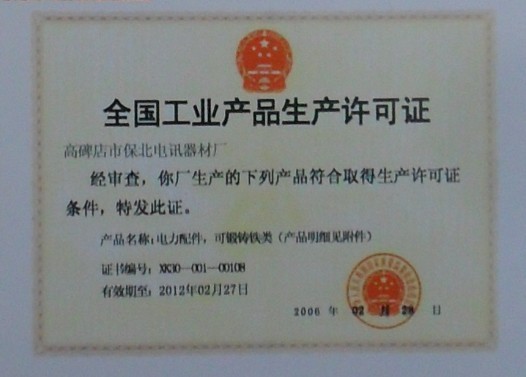 全国工业产品生产许可证
高碑店市保北电讯器材厂
经审查，你厂生产的下列产品符合取得生产许可证
条件，特发此证。
产品名称：电力配件，可锻铸铁类（产品明细见附件）
证书编号：XK30—001—00108
有效期至：2012年02月27日
2006 年 02 月 28 日